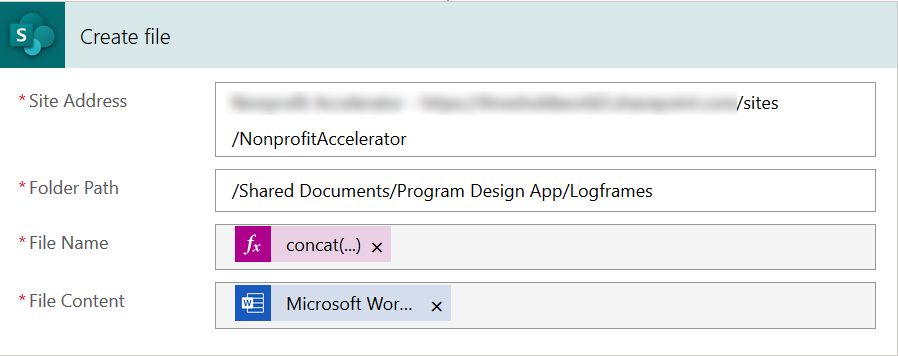 Create file
* Site Address
/sites
/NonprofitAccelerator
* Folder Path
/Shared Documents/Program Design App/Logframes
* File Name
fx concat(...) ×
* File Content
Microsoft Wor... ×